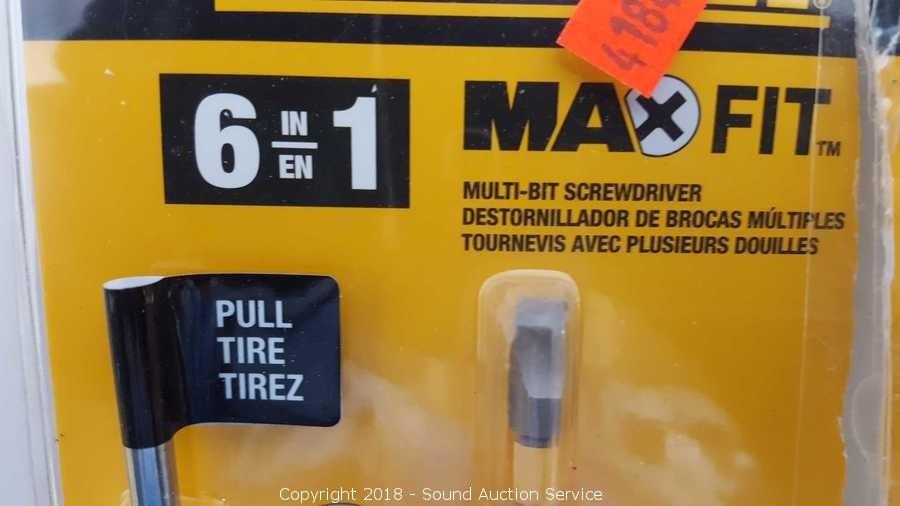 4184
6 IN EN 1
MAX FIT™
MULTI-BIT SCREWDRIVER
DESTORNILLADOR DE BROCAS MÚLTIPLES
TOURNEVIS AVEC PLUSIEURS DOUILLES
PULL
TIRE
TIREZ
Copyright 2018 - Sound Auction Service